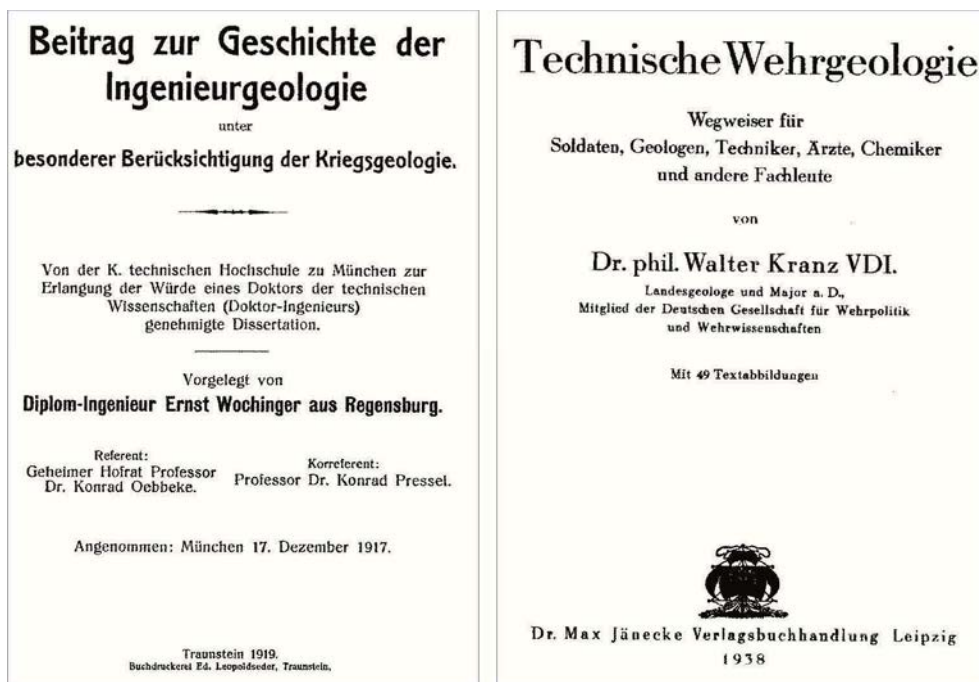 Beitrag zur Geschichte der
Ingenieurgeologie
unter
besonderer Berücksichtigung der Kriegsgeologie.
Von der K. technischen Hochschule zu München zur
Erlangung der Würde eines Doktors der technischen
Wissenschaften (Doktor-Ingenieurs)
genehmigte Dissertation.
Vorgelegt von
Diplom-Ingenieur Ernst Wochinger aus Regensburg.
Referent:
Geheimer Hofrat Professor
Dr. Konrad Oebbeke.
Korreferent:
Professor Dr. Konrad Pressel.
Angenommen: München 17. Dezember 1917.
Traunstein 1919.
Buchdruckerei Ed. Leopoldseder, Traunstein.
Technische Wehrgeologie
Wegweiser für
Soldaten, Geologen, Techniker, Ärzte, Chemiker
und andere Fachleute
von
Dr. phil. Walter Kranz VDI.
Landesgeologe und Major a. D.,
Mitglied der Deutschen Gesellschaft für Wehrpolitik
und Wehrwissenschaften
Mit 49 Textabbildungen
Dr. Max Jänecke Verlagsbuchhandlung Leipzig
1938